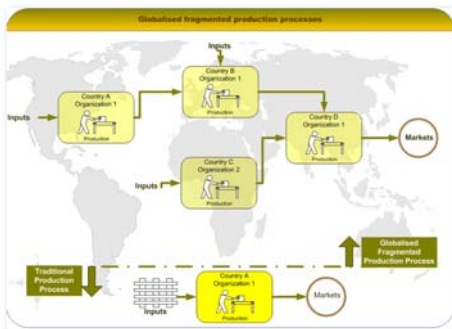 Globalised fragmented production processes
Inputs
Country B
Organization 1
Production
Country A
Organization 1
Production
Inputs
Country D
Organization 1
Production
Markets
Country C
Organization 2
Production
Inputs
Globalised
Fragmented
Production Process
Traditional
Production
Process
Country A
Organization 1
Production
Inputs
Markets